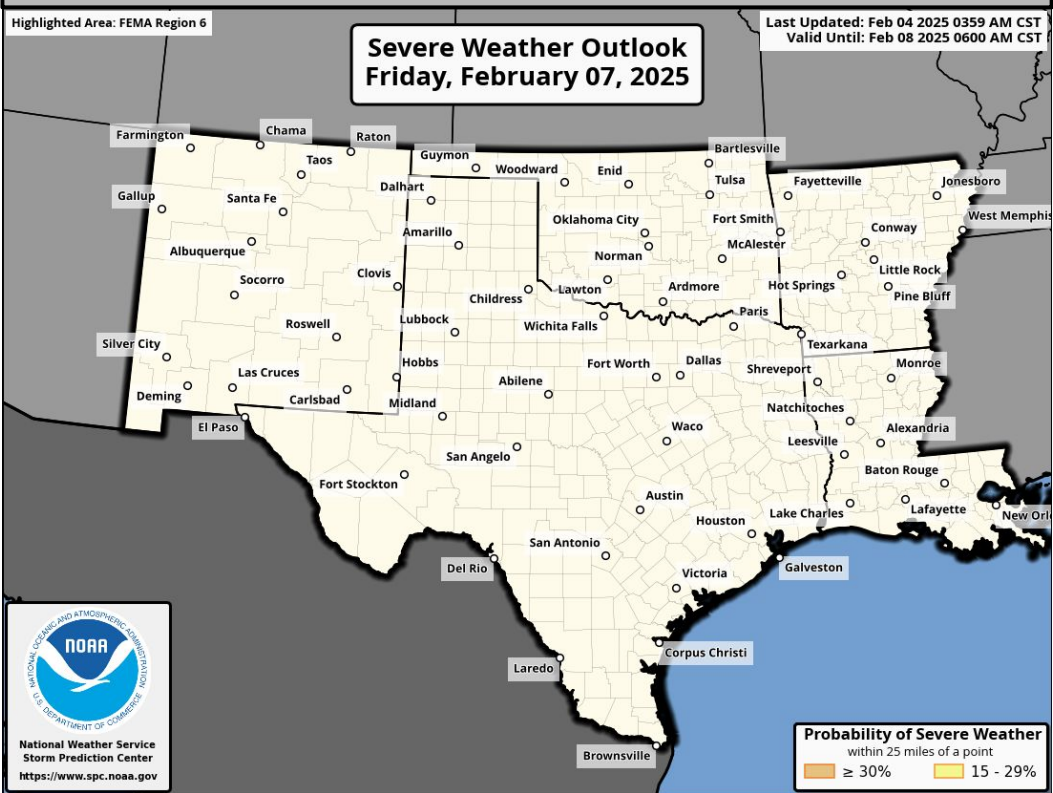 Highlighted Area: FEMA Region 6
Last Updated: Feb 04 2025 0359 AM CST
Valid Until: Feb 08 2025 0600 AM CST
Severe Weather Outlook
Friday, February 07, 2025
Farmington
Chama
Raton
Taos
Guymon
Woodward
Enid
Bartlesville
Tulsa
Fayetteville
Jonesboro
Gallup
Santa Fe
Dalhart
Oklahoma City
Fort Smith
West Memphis
Albuquerque
Amarillo
Norman
McAlester
Conway
Socorro
Clovis
Childress
Lawton
Ardmore
Hot Springs
Little Rock
Pine Bluff
Roswell
Lubbock
Wichita Falls
Paris
Texarkana
Silver City
Las Cruces
Hobbs
Fort Worth
Dallas
Shreveport
Monroe
Deming
Carlsbad
Midland
Abilene
Natchitoches
El Paso
Waco
Leesville
Alexandria
San Angelo
Fort Stockton
Baton Rouge
Austin
Houston
Lake Charles
Lafayette
New Orl
San Antonio
Del Rio
Galveston
Victoria
Laredo
Corpus Christi
Brownsville
NATIONAL OCEANIC AND ATMOSPHERIC ADMINISTRATION
NOAA
U.S. DEPARTMENT OF COMMERCE
National Weather Service
Storm Prediction Center
https://www.spc.noaa.gov
Probability of Severe Weather
within 25 miles of a point
≥ 30%
15 - 29%